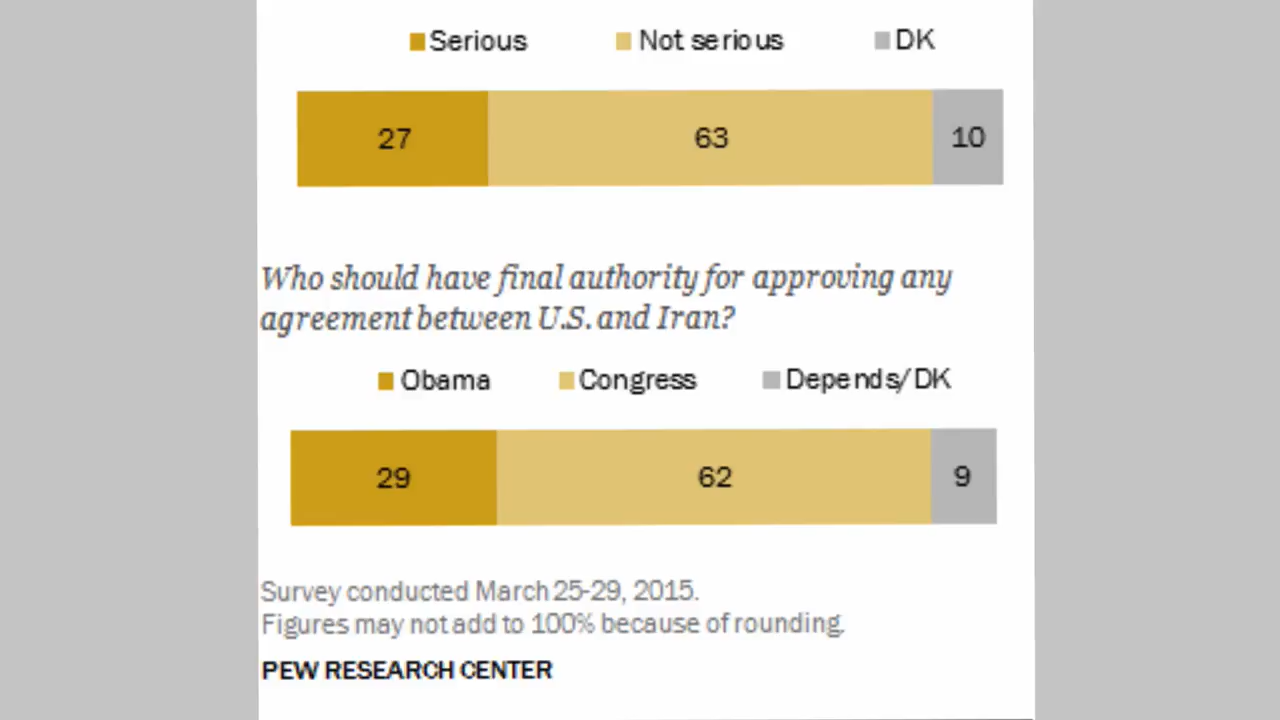 Serious Not serious DK
27 63 10
Who should have final authority for approving any
agreement between U.S. and Iran?
Obama Congress Depends/DK
29 62 9
Survey conducted March 25-29, 2015.
Figures may not add to 100% because of rounding.
PEW RESEARCH CENTER